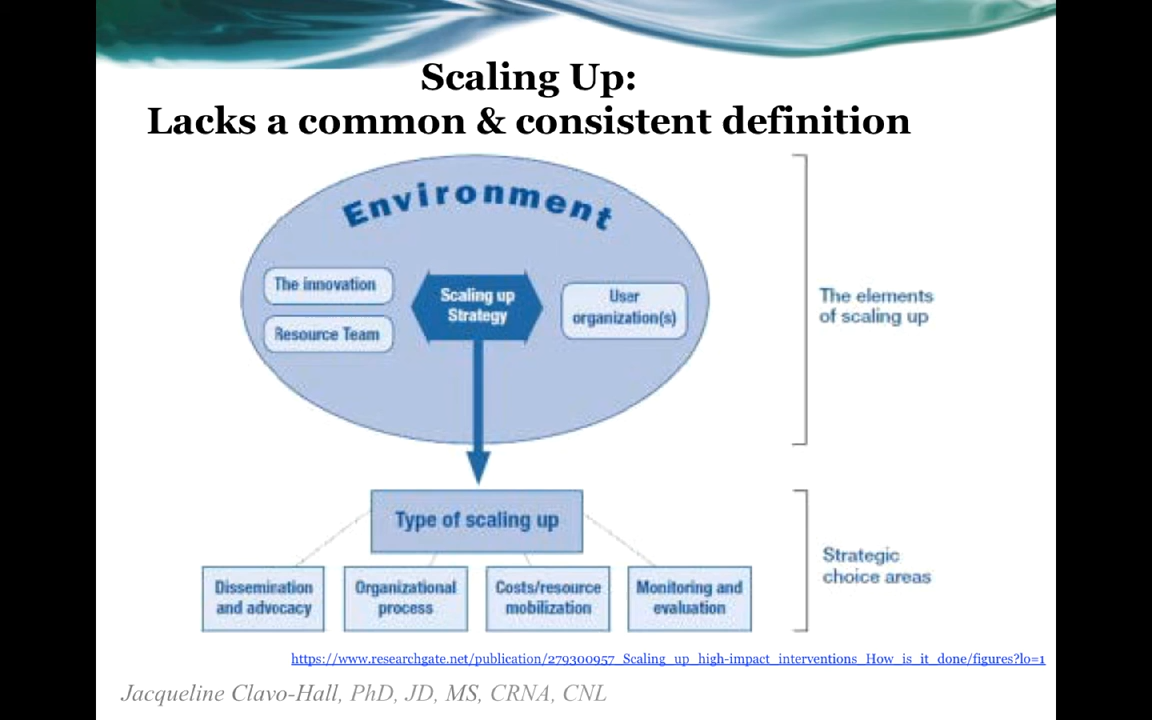 Scaling Up:
Lacks a common & consistent definition
Environment
The innovation
Resource Team
Scaling up
Strategy
User
organization(s)
The elements
of scaling up
Type of scaling up
Dissemination
and advocacy
Organizational
process
Costs/resource
mobilization
Monitoring and
evaluation
Strategic
choice areas
https://www.researchgate.net/publication/279300957_Scaling_up_high-impact_interventions_How_is_it_done/figures?lo=1
Jacqueline Clavo-Hall, PhD, JD, MS, CRNA, CNL